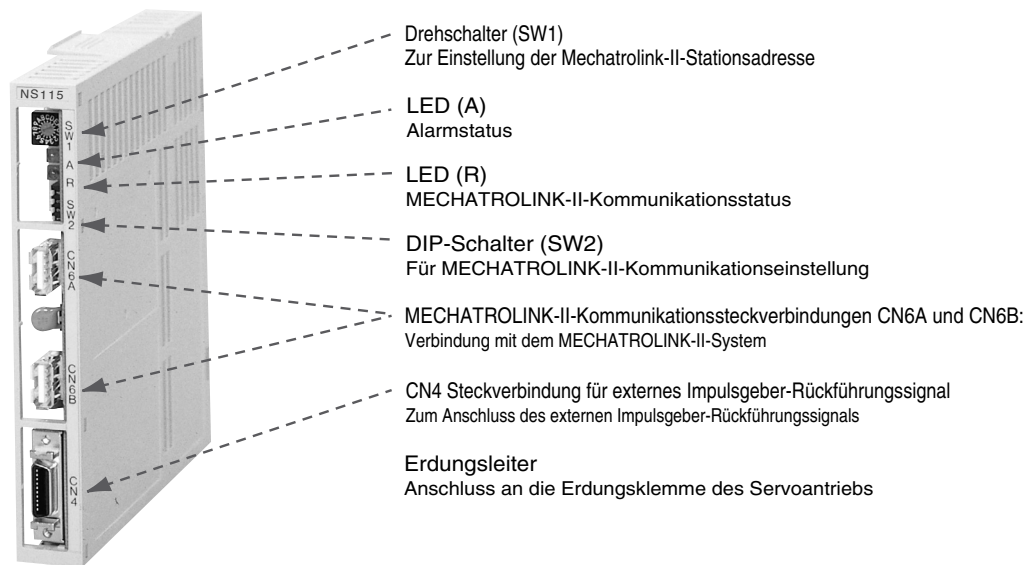 Drehschalter (SW1)
Zur Einstellung der Mechatrolink-II-Stationsadresse
NS115
SW1
A
R
SW2
CN6A
CN6B
CN4
LED (A)
Alarmstatus
LED (R)
MECHATROLINK-II-Kommunikationsstatus
DIP-Schalter (SW2)
Für MECHATROLINK-II-Kommunikationseinstellung
MECHATROLINK-II-Kommunikationssteckverbindungen CN6A und CN6B:
Verbindung mit dem MECHATROLINK-II-System
CN4 Steckverbindung für externes Impulsgeber-Rückführungssignal
Zum Anschluss des externen Impulsgeber-Rückführungssignals
Erdungsleiter
Anschluss an die Erdungsklemme des Servoantriebs